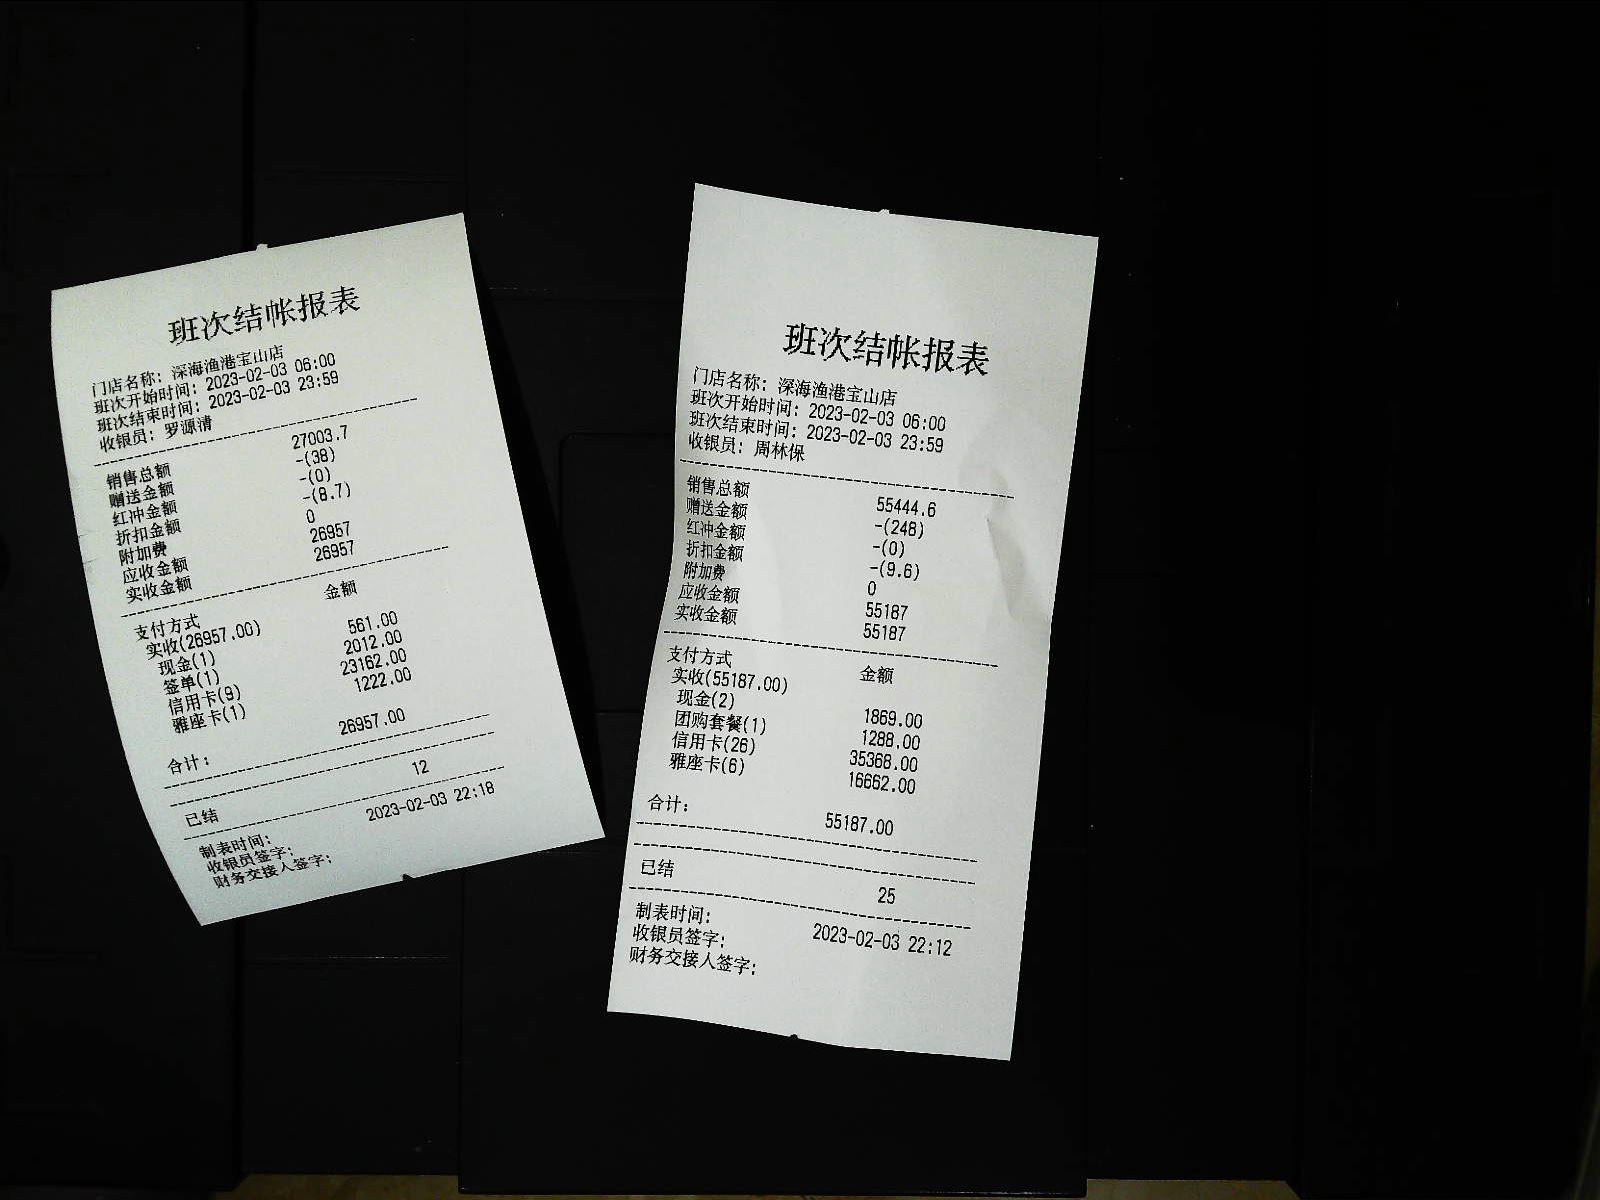 班次结帐报表
门店名称: 深海渔港宝山店
班次开始时间: 2023-02-03 06:00
班次结束时间: 2023-02-03 23:59
收银员: 罗源清
销售总额 27003.7
赠送金额 -(38)
红冲金额 -(0)
折扣金额 -(8.7)
附加费 0
应收金额 26957
实收金额 26957
支付方式 金额
实收(26957.00)
现金(1) 561.00
签单(1) 2012.00
信用卡(9) 23162.00
雅座卡(1) 1222.00
合计: 26957.00
已结 12
制表时间: 2023-02-03 22:18
收银员签字:
财务交接人签字:
班次结帐报表
门店名称: 深海渔港宝山店
班次开始时间: 2023-02-03 06:00
班次结束时间: 2023-02-03 23:59
收银员: 周林保
销售总额 55444.6
赠送金额 -(248)
红冲金额 -(0)
折扣金额 -(9.6)
附加费 0
应收金额 55187
实收金额 55187
支付方式 金额
实收(55187.00)
现金(2) 1869.00
团购套餐(1) 1288.00
信用卡(26) 35368.00
雅座卡(6) 16662.00
合计: 55187.00
已结 25
制表时间: 2023-02-03 22:12
收银员签字:
财务交接人签字: